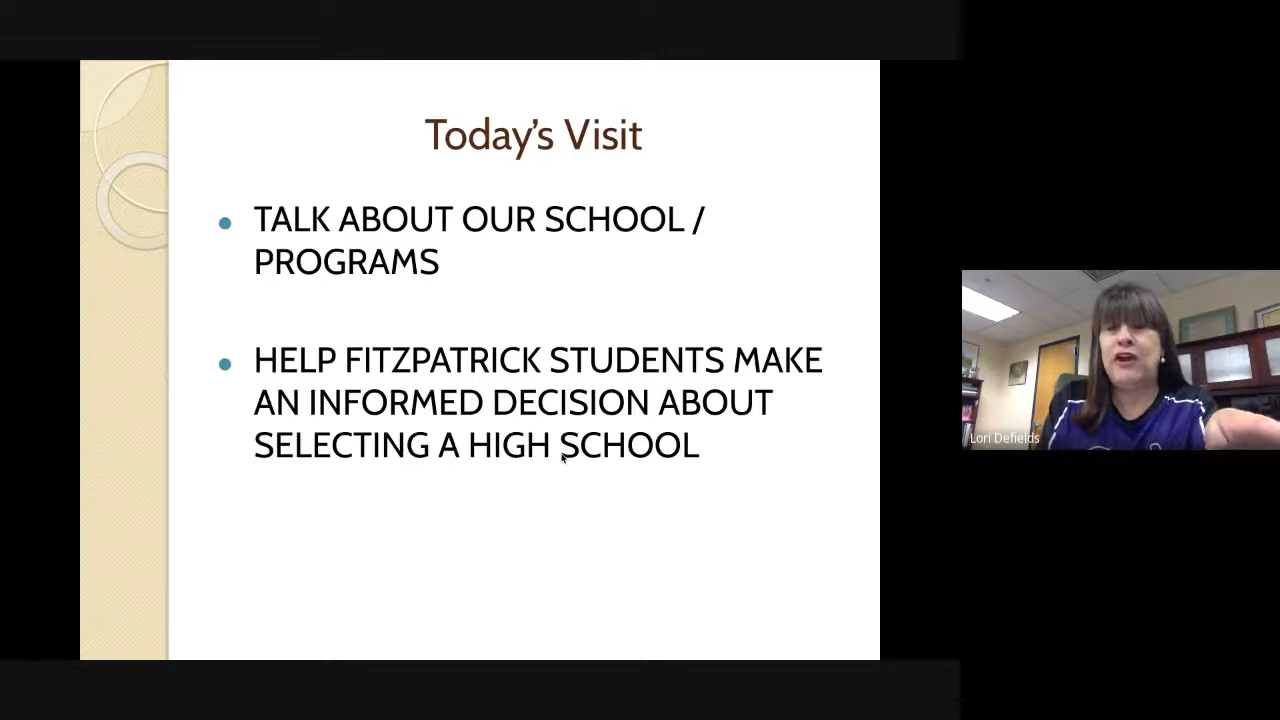 Today's Visit
TALK ABOUT OUR SCHOOL /
PROGRAMS
HELP FITZPATRICK STUDENTS MAKE
AN INFORMED DECISION ABOUT
SELECTING A HIGH SCHOOL
Lori Defields